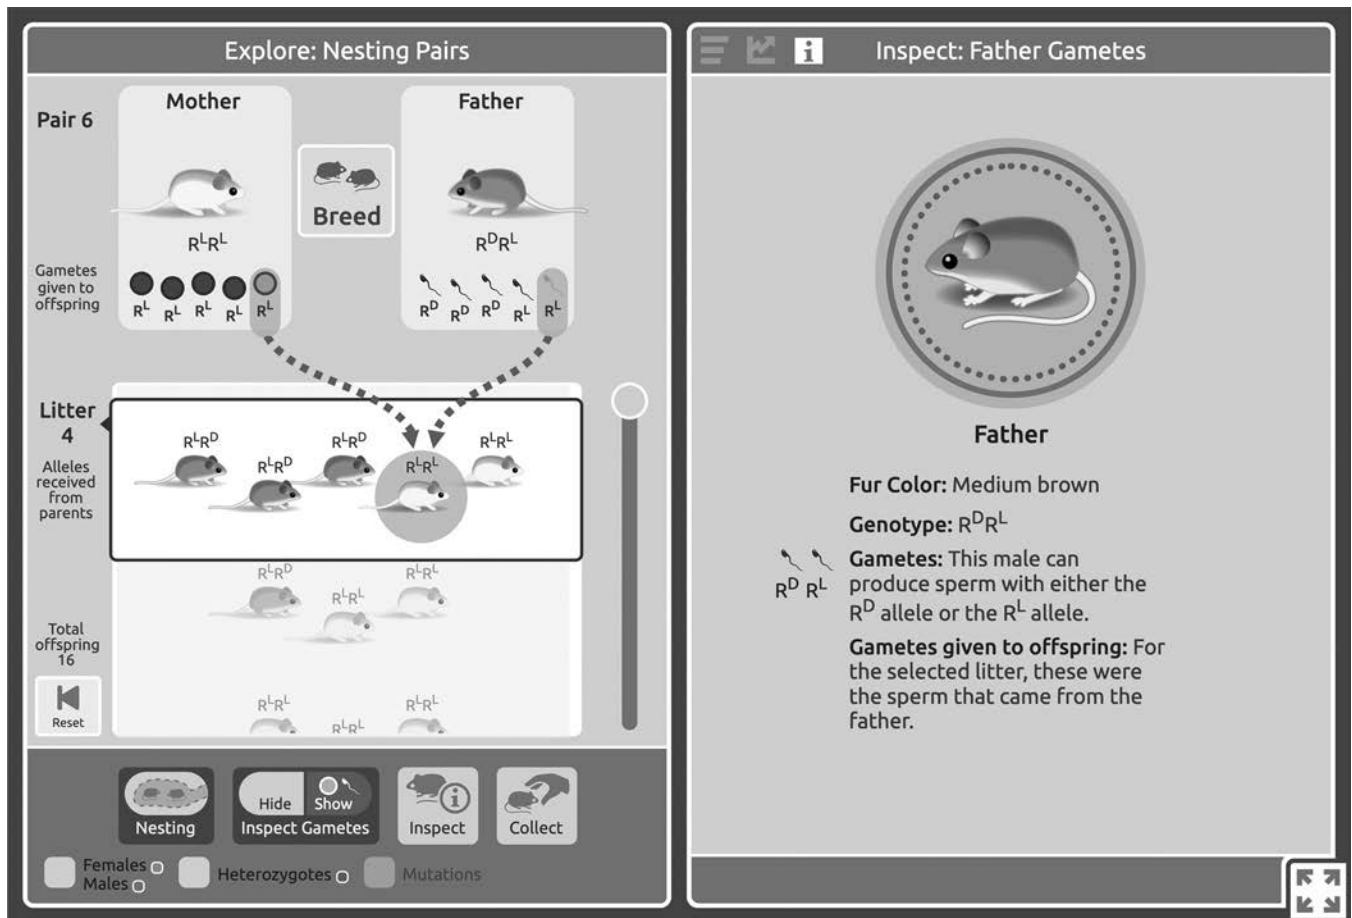 Explore: Nesting Pairs
Pair 6
Mother
Father
Breed
RᴸRᴸ
RᴰRᴸ
Gametes
given to
offspring
Rᴸ Rᴸ Rᴸ Rᴸ Rᴸ
Rᴰ Rᴰ Rᴰ Rᴸ Rᴸ
Litter
4
Alleles
received
from
parents
RᴸRᴰ RᴸRᴰ RᴸRᴰ RᴸRᴸ RᴸRᴸ
RᴸRᴰ RᴸRᴸ RᴸRᴸ
Total
offspring
16
RᴸRᴸ RᴸRᴸ RᴸRᴸ
Reset
Nesting
Hide Show
Inspect Gametes
Inspect
Collect
Females
Males
Heterozygotes
Mutations
Inspect: Father Gametes
Father
Fur Color: Medium brown
Genotype: RᴰRᴸ
Rᴰ Rᴸ
Gametes: This male can
produce sperm with either the
Rᴰ allele or the Rᴸ allele.
Gametes given to offspring: For
the selected litter, these were
the sperm that came from the
father.